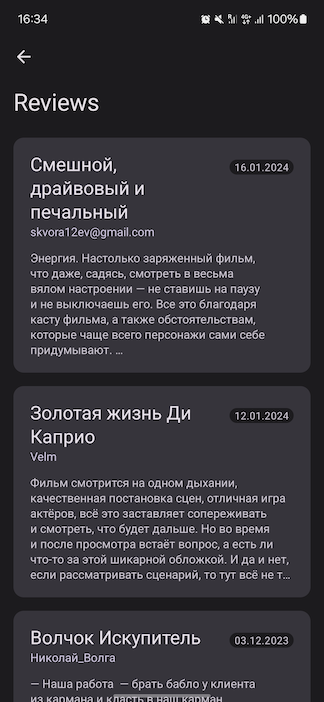 16:34
4G
100%
Reviews
Смешной,
драйвовый и
печальный
16.01.2024
skvora12ev@gmail.com
Энергия. Настолько заряженный фильм,
что даже, садясь, смотреть в весьма
вялом настроении — не ставишь на паузу
и не выключаешь его. Все это благодаря
касту фильма, а также обстоятельствам,
которые чаще всего персонажи сами себе
придумывают. …
Золотая жизнь Ди
Каприо
12.01.2024
Velm
Фильм смотрится на одном дыхании,
качественная постановка сцен, отличная игра
актёров, всё это заставляет сопереживать
и смотреть, что будет дальше. Но во время
и после просмотра встаёт вопрос, а есть ли
что-то за этой шикарной обложкой. И да и нет,
если рассматривать сценарий, то тут всё не т…
Волчок Искупитель
03.12.2023
Николай_Волга
— Наша работа — брать бабло у клиента
из кармана и класть в наш карман